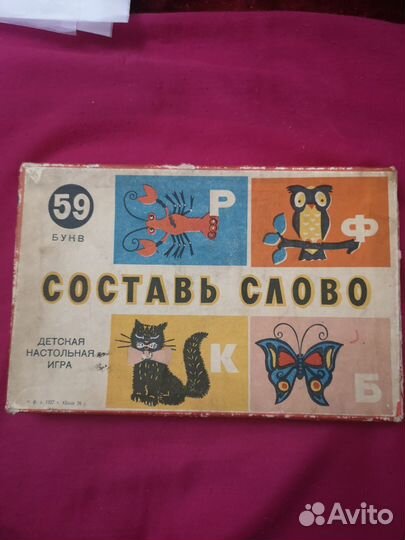 59
БУКВ
Р
Ф
СОСТАВЬ СЛОВО
ДЕТСКАЯ
НАСТОЛЬНАЯ
ИГРА
К
Б
Avito